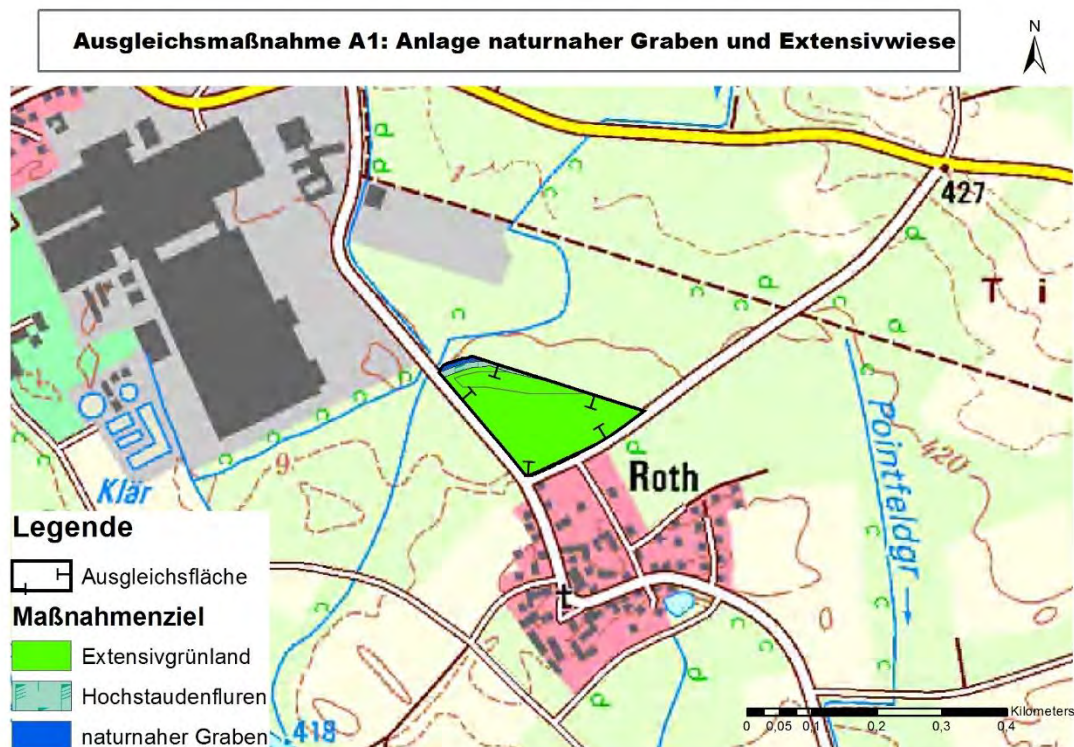 Ausgleichsmaßnahme A1: Anlage naturnaher Graben und Extensivwiese
N
427
T i
Pointfeldgr
420
9
Roth
Klär
Legende
Ausgleichsfläche
Maßnahmenziel
Extensivgrünland
Hochstaudenfluren
naturnaher Graben
418
Kilometers
0 0,05 0,1 0,2 0,3 0,4